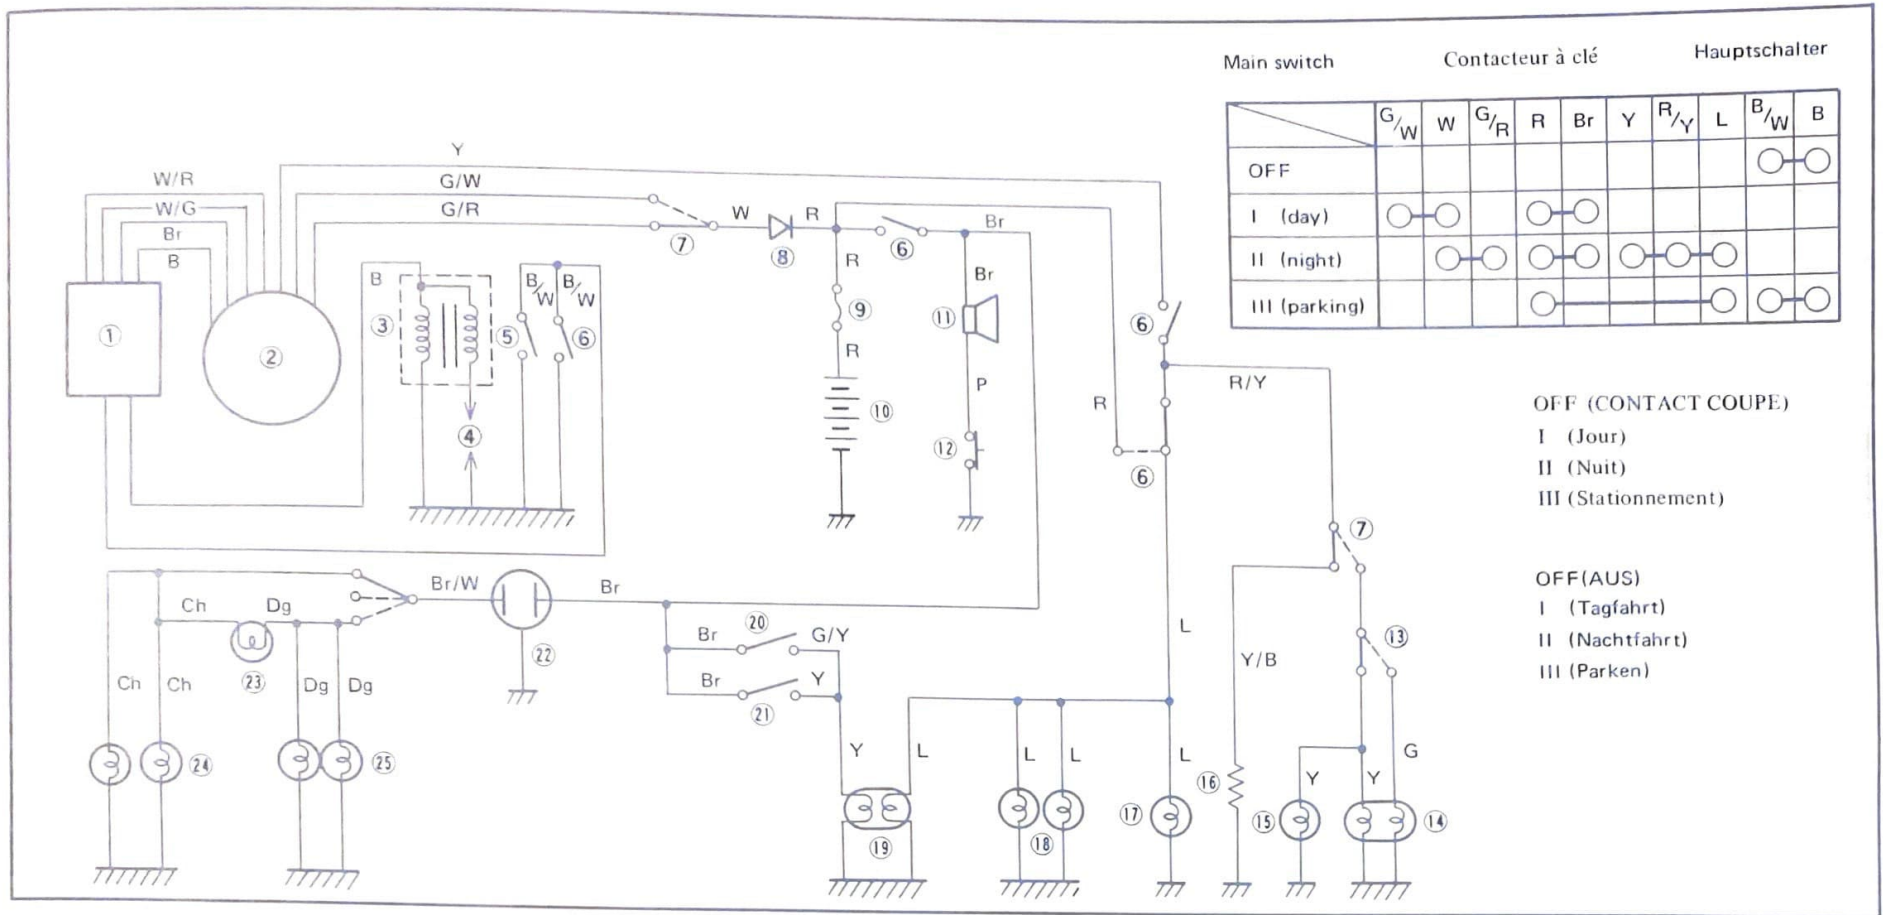 Main switch Contacteur à clé Hauptschalter
G/W W G/R R Br Y R/Y L B/W B
OFF
I (day)
II (night)
III (parking)
OFF (CONTACT COUPE)
I (Jour)
II (Nuit)
III (Stationnement)
OFF(AUS)
I (Tagfahrt)
II (Nachtfahrt)
III (Parken)
Y
W/R
G/W
W/G
G/R
W R
Br
B
⑦
⑧
⑥
Br
B
①
②
③
④
B/W
B/W
⑤
⑥
R
⑨
R
⑩
Br
⑪
P
⑫
⑥
R
⑥
R/Y
⑦
⑬
L
Y/B
Br/W
Br
㉒
Ch
Dg
㉓
Ch
Ch
Dg
Dg
㉔
㉕
Br
⑳
G/Y
Br
㉑
Y
Y
L
⑲
L
L
⑱
L
⑰
⑯
Y
⑮
Y
G
⑭